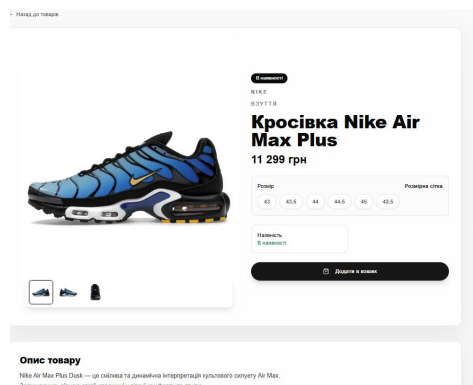 ← Назад до товарів
В наявності
NIKE
ВЗУТТЯ
Кросівка Nike Air
Max Plus
11 299 грн
Розмір
Розмірна сітка
43
43.5
44
44.5
45
42.5
Наявність
В наявності
Додати в кошик
Опис товару
Nike Air Max Plus Dusk — це смілива та динамічна інтерпретація культового силуету Air Max.